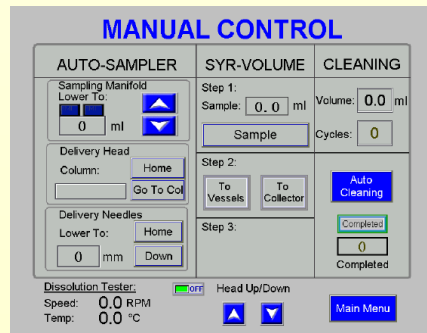 MANUAL CONTROL
AUTO-SAMPLER
Sampling Manifold
Lower To:
0 ml
Delivery Head
Column:
Home
Go To Col
Delivery Needles
Lower To:
Home
0 mm
Down
SYR-VOLUME
Step 1:
Sample: 0.0 ml
Sample
Step 2:
To Vessels
To Collector
Step 3:
CLEANING
Volume: 0.0 ml
Cycles: 0
Auto
Cleaning
Completed
0
Completed
Dissolution Tester:
OFF
Speed: 0.0 RPM
Temp: 0.0 °C
Head Up/Down
Main Menu